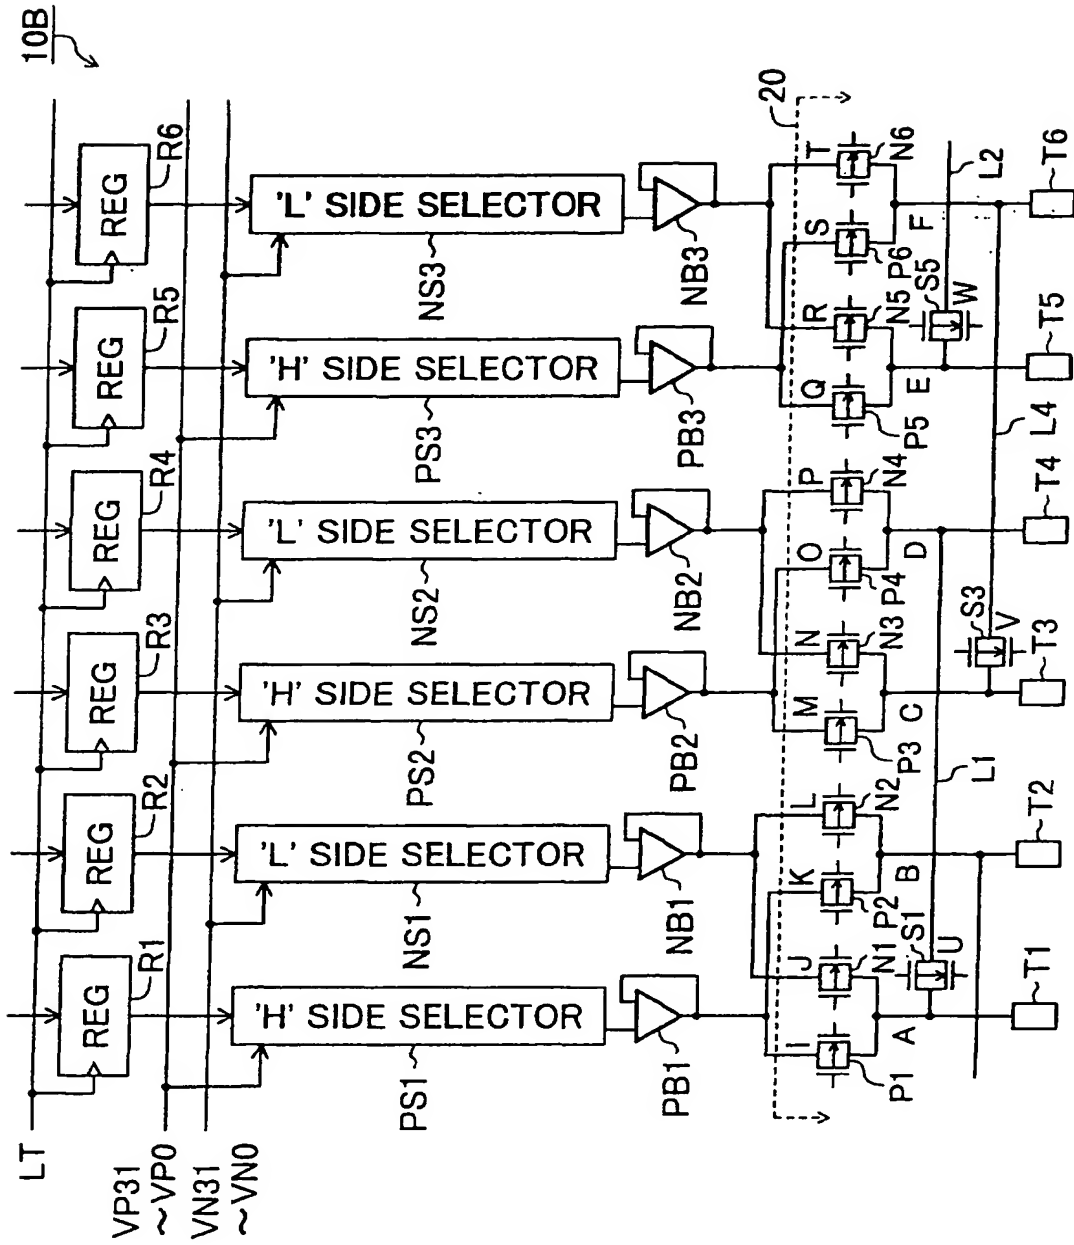 10B
LT
REG
R1
REG
R2
REG
R3
REG
R4
REG
R5
REG
R6
VP31
~VP0
VN31
~VN0
'H' SIDE SELECTOR
'L' SIDE SELECTOR
'H' SIDE SELECTOR
'L' SIDE SELECTOR
'H' SIDE SELECTOR
'L' SIDE SELECTOR
PS1
NS1
PS2
NS2
PS3
NS3
PB1
NB1
PB2
NB2
PB3
NB3
20
I
J
K
L
M
N
O
P
Q
R
S
T
P1
N1
P2
N2
P3
N3
P4
N4
P5
N5
P6
N6
A
B
C
D
E
F
S1
U
S3
V
S5
W
L1
L4
L2
T1
T2
T3
T4
T5
T6